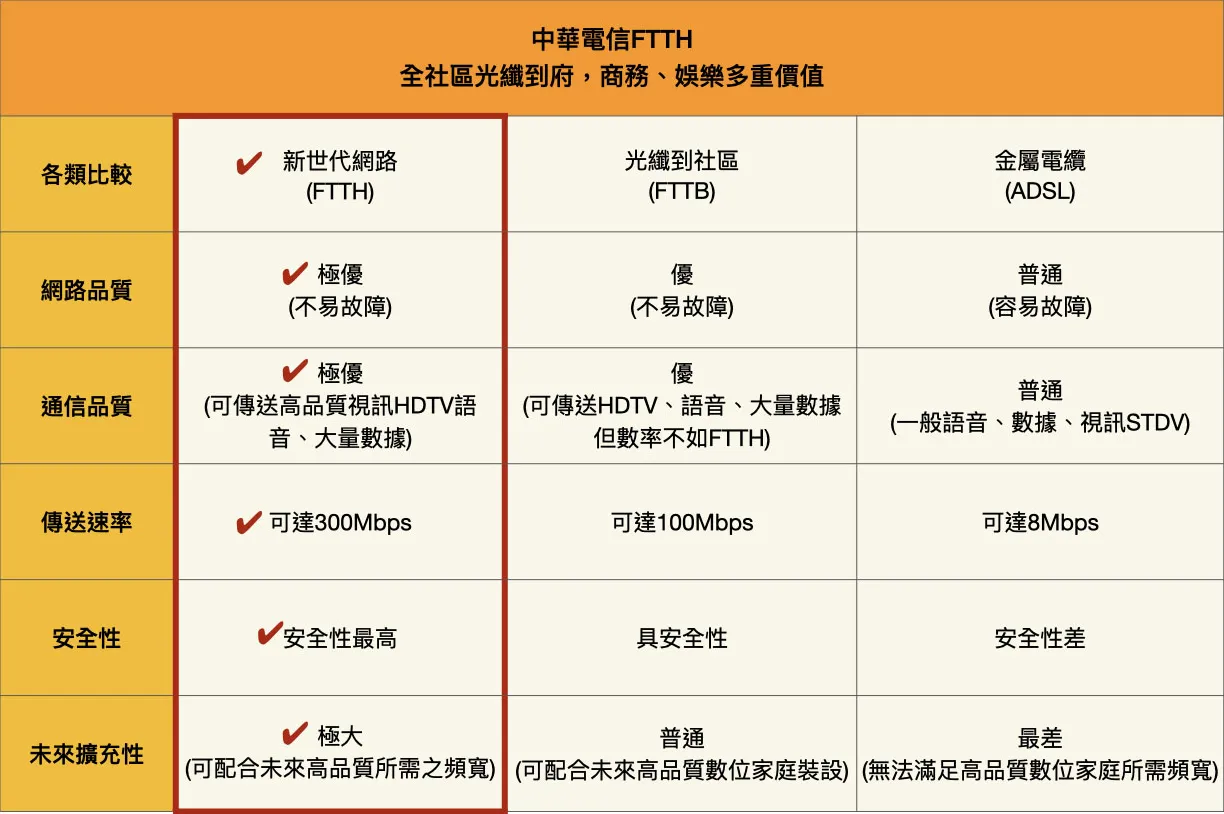 中華電信FTTH
全社區光纖到府，商務、娛樂多重價值
各類比較
新世代網路
(FTTH)
光纖到社區
(FTTB)
金屬電纜
(ADSL)
網路品質
極優
(不易故障)
優
(不易故障)
普通
(容易故障)
通信品質
極優
(可傳送高品質視訊HDTV語
音、大量數據)
優
(可傳送HDTV、語音、大量數據
但數率不如FTTH)
普通
(一般語音、數據、視訊STDV)
傳送速率
可達300Mbps
可達100Mbps
可達8Mbps
安全性
安全性最高
具安全性
安全性差
未來擴充性
極大
(可配合未來高品質所需之頻寬)
普通
(可配合未來高品質數位家庭裝設)
最差
(無法滿足高品質數位家庭所需頻寬)